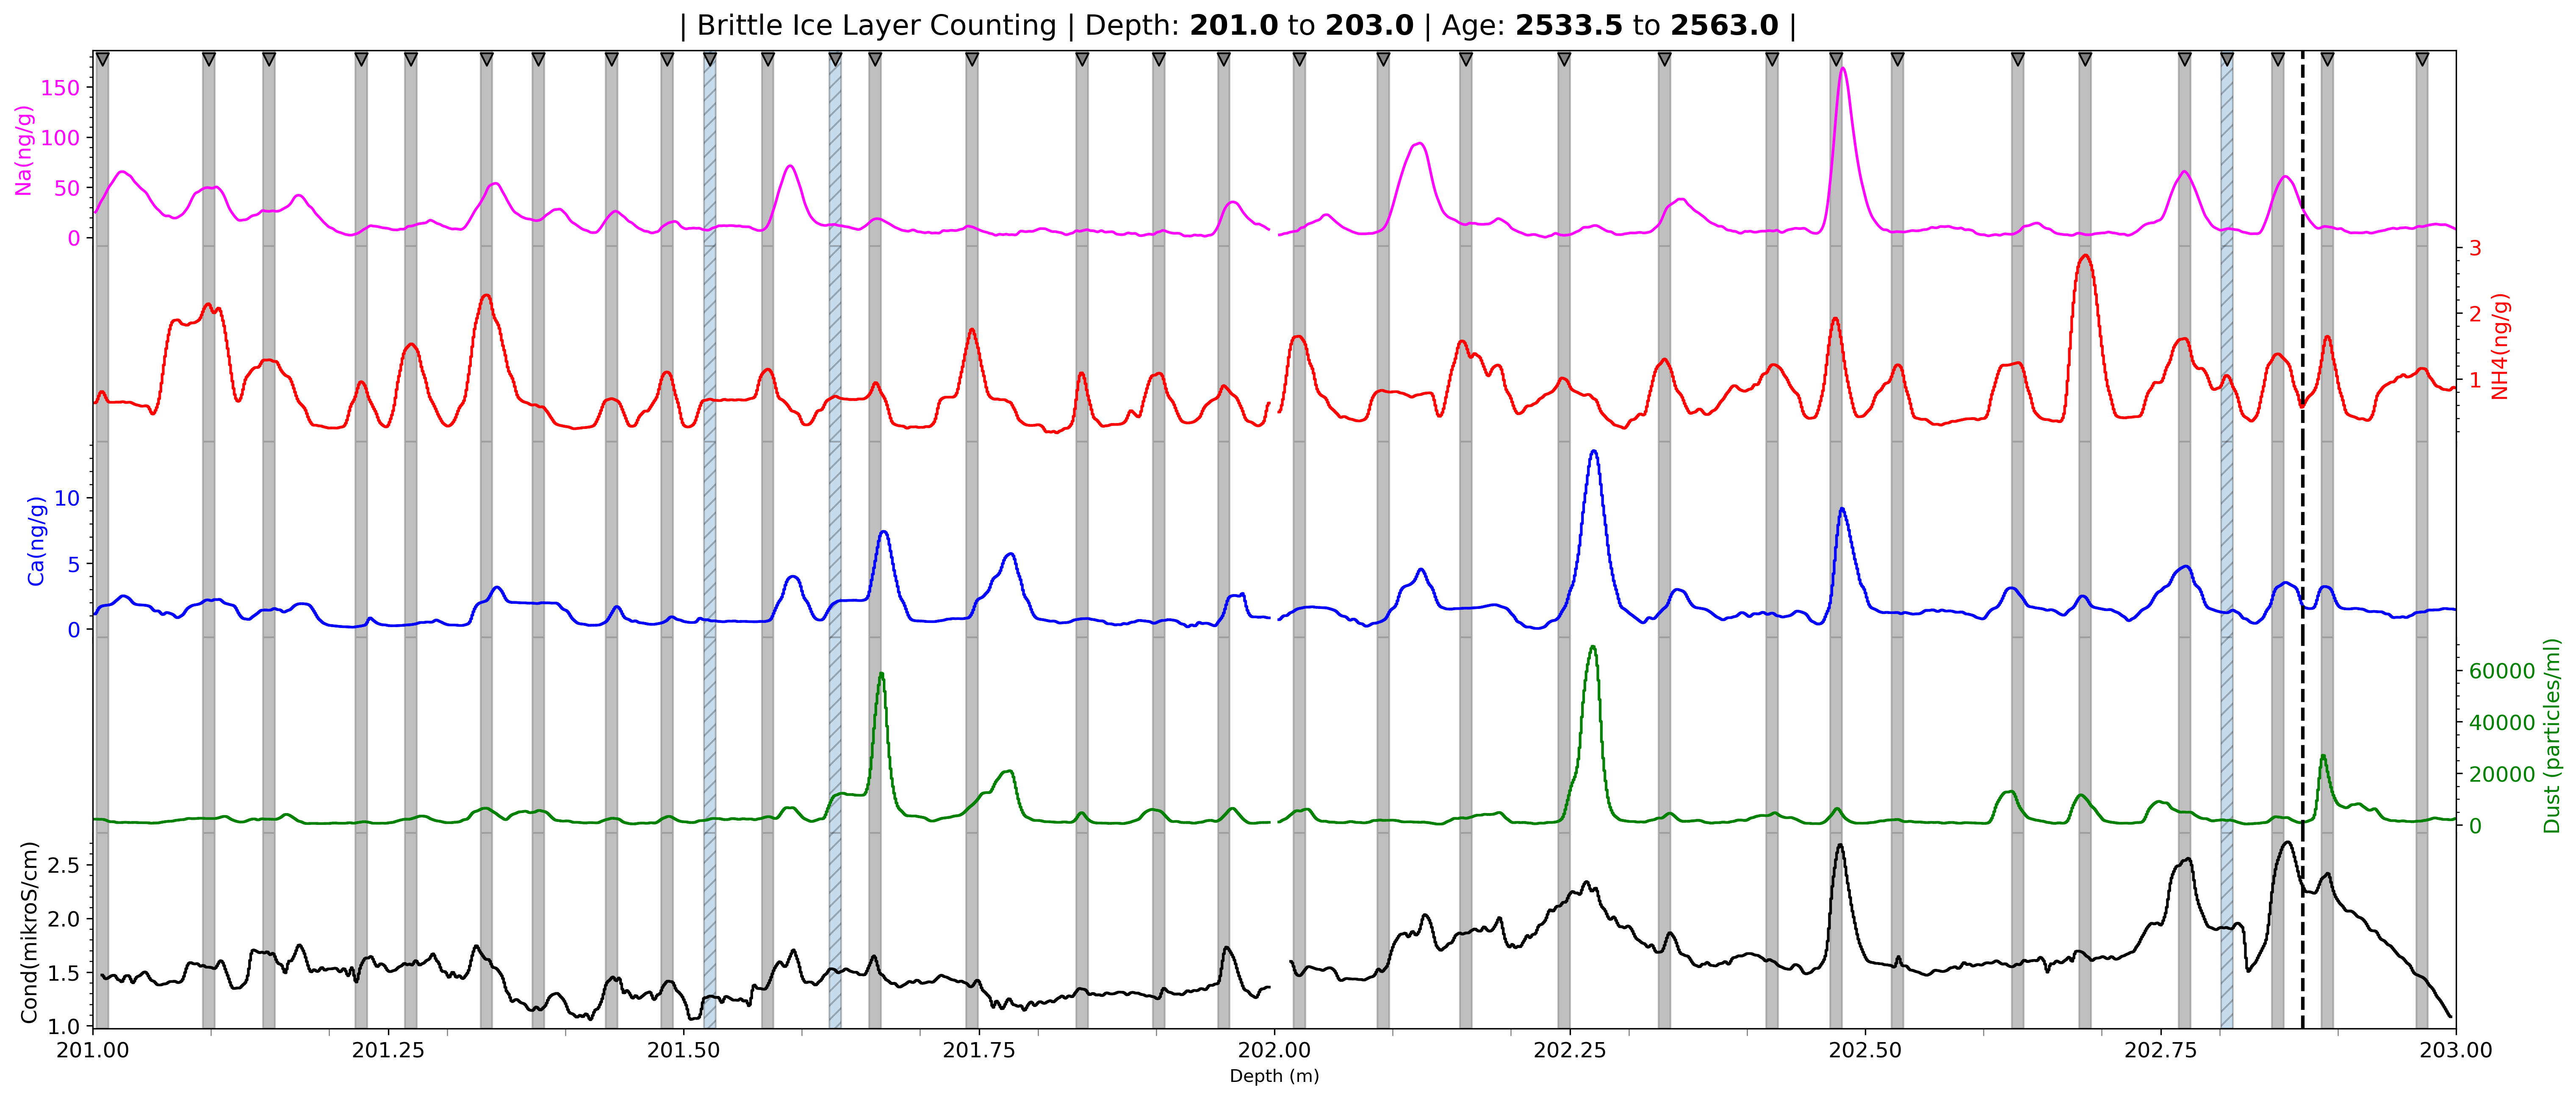 | Brittle Ice Layer Counting | Depth: 201.0 to 203.0 | Age: 2533.5 to 2563.0 |
Na(ng/g)
150
100
50
0
NH4(ng/g)
3
2
1
Ca(ng/g)
10
5
0
Dust (particles/ml)
60000
40000
20000
0
Cond(mikroS/cm)
2.5
2.0
1.5
1.0
201.00 201.25 201.50 201.75 202.00 202.25 202.50 202.75 203.00
Depth (m)